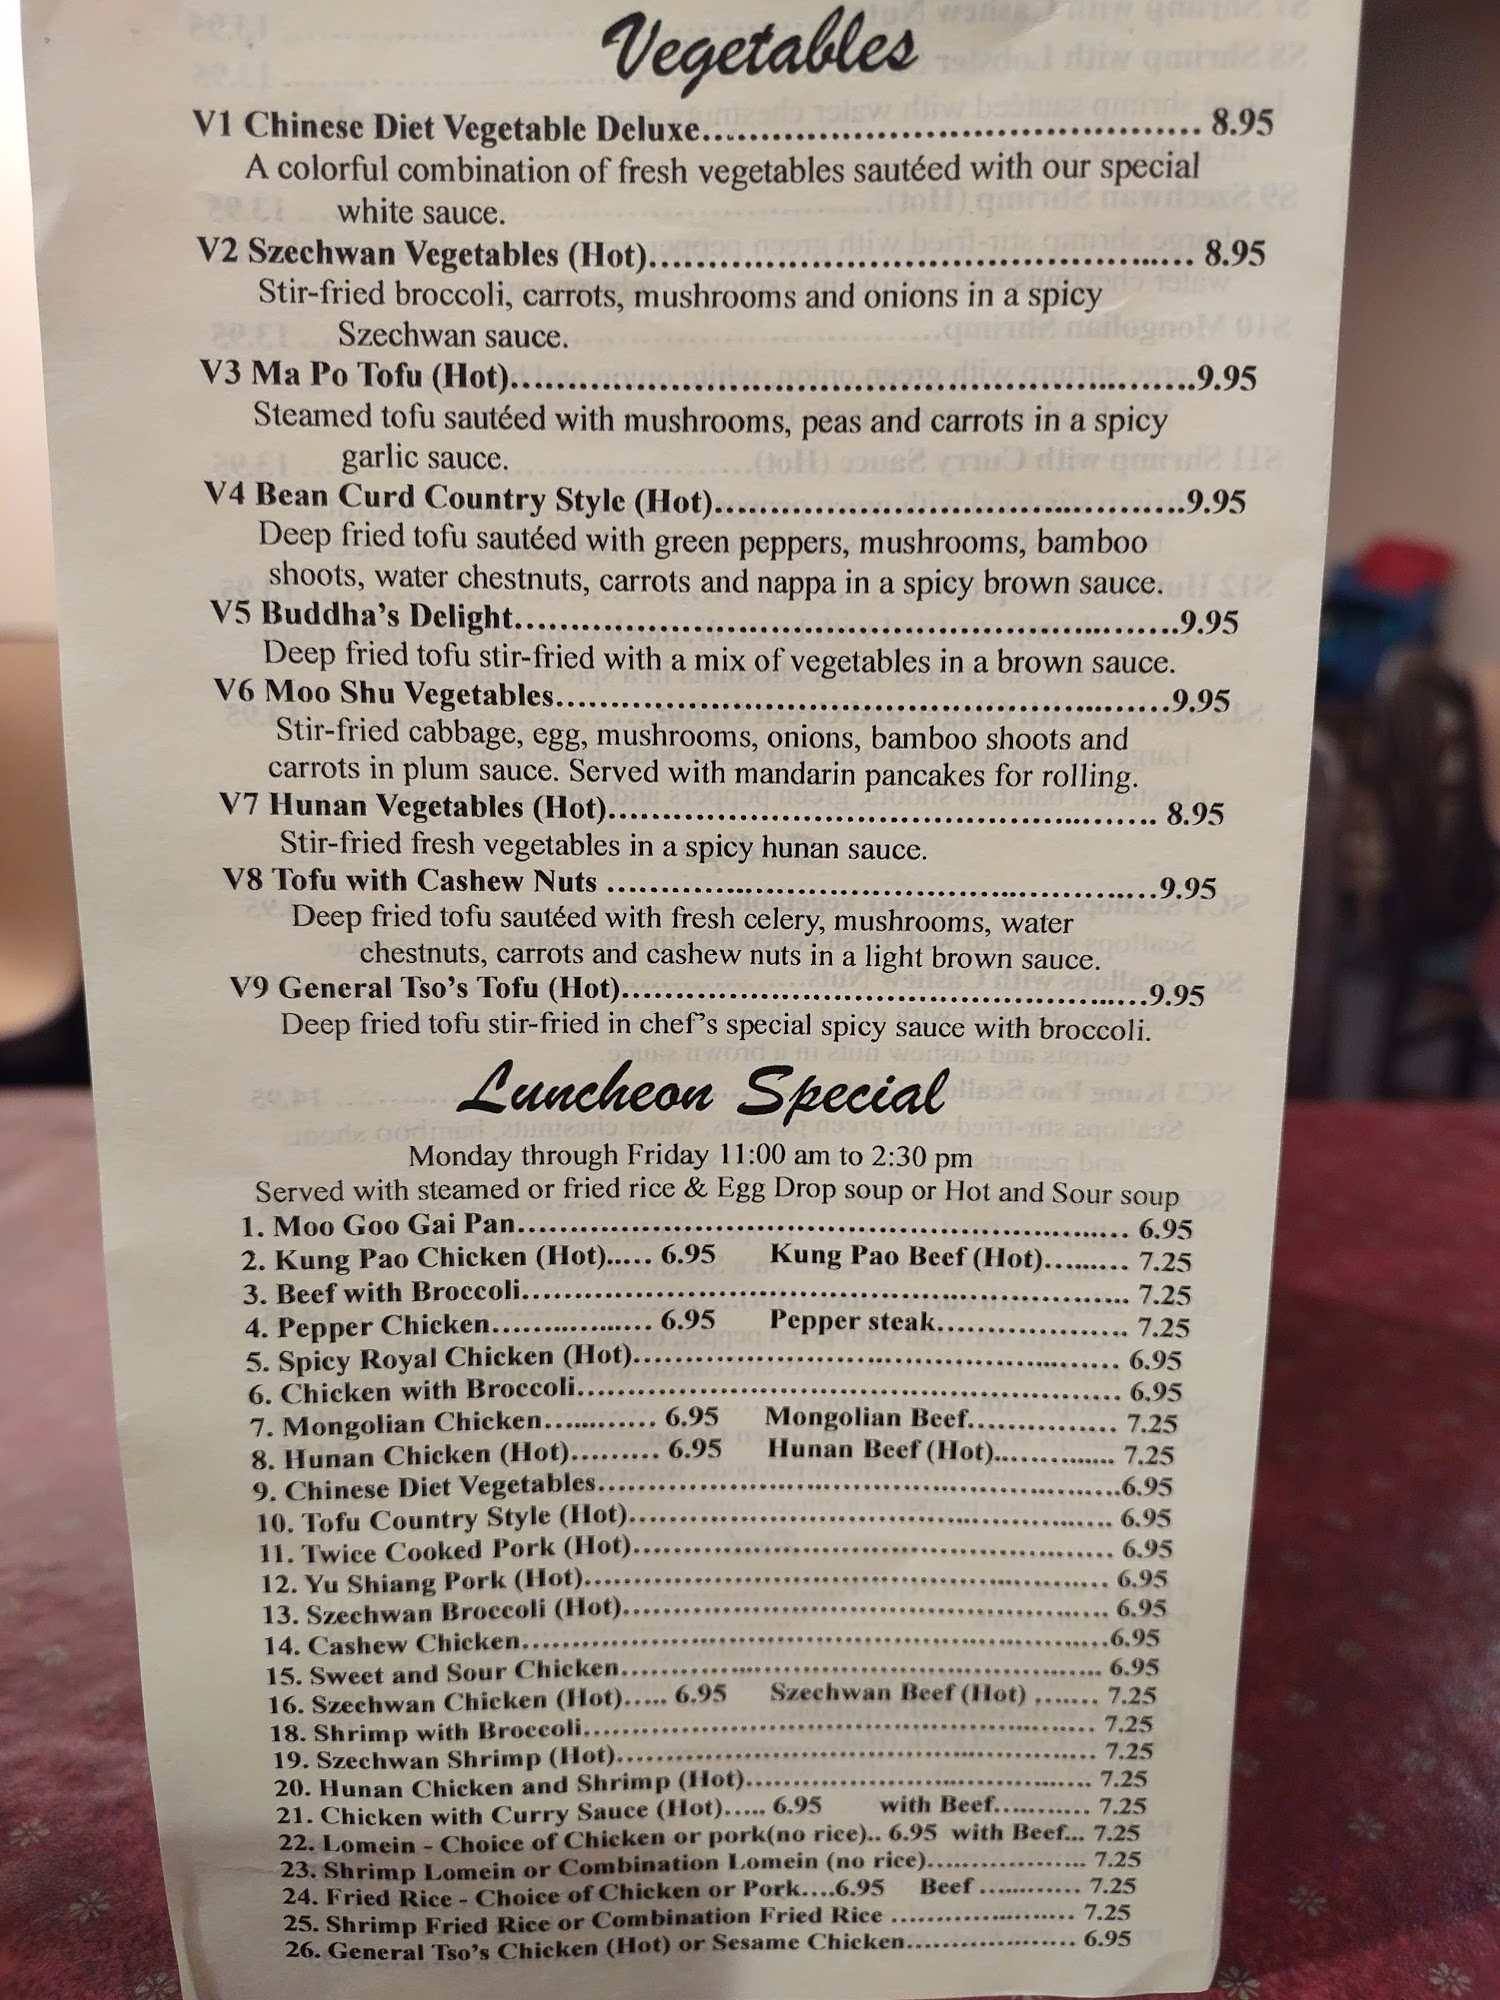 Vegetables
V1 Chinese Diet Vegetable Deluxe.......................................... 8.95
A colorful combination of fresh vegetables sautéed with our special
white sauce.
V2 Szechwan Vegetables (Hot).............................................. 8.95
Stir-fried broccoli, carrots, mushrooms and onions in a spicy
Szechwan sauce.
V3 Ma Po Tofu (Hot)..........................................................9.95
Steamed tofu sautéed with mushrooms, peas and carrots in a spicy
garlic sauce.
V4 Bean Curd Country Style (Hot)........................................9.95
Deep fried tofu sautéed with green peppers, mushrooms, bamboo
shoots, water chestnuts, carrots and nappa in a spicy brown sauce.
V5 Buddha's Delight.........................................................9.95
Deep fried tofu stir-fried with a mix of vegetables in a brown sauce.
V6 Moo Shu Vegetables.....................................................9.95
Stir-fried cabbage, egg, mushrooms, onions, bamboo shoots and
carrots in plum sauce. Served with mandarin pancakes for rolling.
V7 Hunan Vegetables (Hot)................................................ 8.95
Stir-fried fresh vegetables in a spicy hunan sauce.
V8 Tofu with Cashew Nuts ................................................9.95
Deep fried tofu sautéed with fresh celery, mushrooms, water
chestnuts, carrots and cashew nuts in a light brown sauce.
V9 General Tso's Tofu (Hot)...............................................9.95
Deep fried tofu stir-fried in chef's special spicy sauce with broccoli.
Luncheon Special
Monday through Friday 11:00 am to 2:30 pm
Served with steamed or fried rice & Egg Drop soup or Hot and Sour soup
1. Moo Goo Gai Pan........................................................ 6.95
2. Kung Pao Chicken (Hot)..... 6.95 Kung Pao Beef (Hot)......... 7.25
3. Beef with Broccoli........................................................ 7.25
4. Pepper Chicken............... 6.95 Pepper steak................... 7.25
5. Spicy Royal Chicken (Hot)............................................. 6.95
6. Chicken with Broccoli................................................... 6.95
7. Mongolian Chicken........... 6.95 Mongolian Beef............... 7.25
8. Hunan Chicken (Hot)......... 6.95 Hunan Beef (Hot)............. 7.25
9. Chinese Diet Vegetables.................................................6.95
10. Tofu Country Style (Hot).............................................. 6.95
11. Twice Cooked Pork (Hot).............................................. 6.95
12. Yu Shiang Pork (Hot)................................................... 6.95
13. Szechwan Broccoli (Hot)............................................... 6.95
14. Cashew Chicken..........................................................6.95
15. Sweet and Sour Chicken............................................... 6.95
16. Szechwan Chicken (Hot)..... 6.95 Szechwan Beef (Hot) ....... 7.25
18. Shrimp with Broccoli................................................... 7.25
19. Szechwan Shrimp (Hot)................................................ 7.25
20. Hunan Chicken and Shrimp (Hot)................................... 7.25
21. Chicken with Curry Sauce (Hot)..... 6.95 with Beef........... 7.25
22. Lomein - Choice of Chicken or pork(no rice).. 6.95 with Beef... 7.25
23. Shrimp Lomein or Combination Lomein (no rice).................. 7.25
24. Fried Rice - Choice of Chicken or Pork....6.95 Beef ............ 7.25
25. Shrimp Fried Rice or Combination Fried Rice ..................... 7.25
26. General Tso's Chicken (Hot) or Sesame Chicken................... 6.95